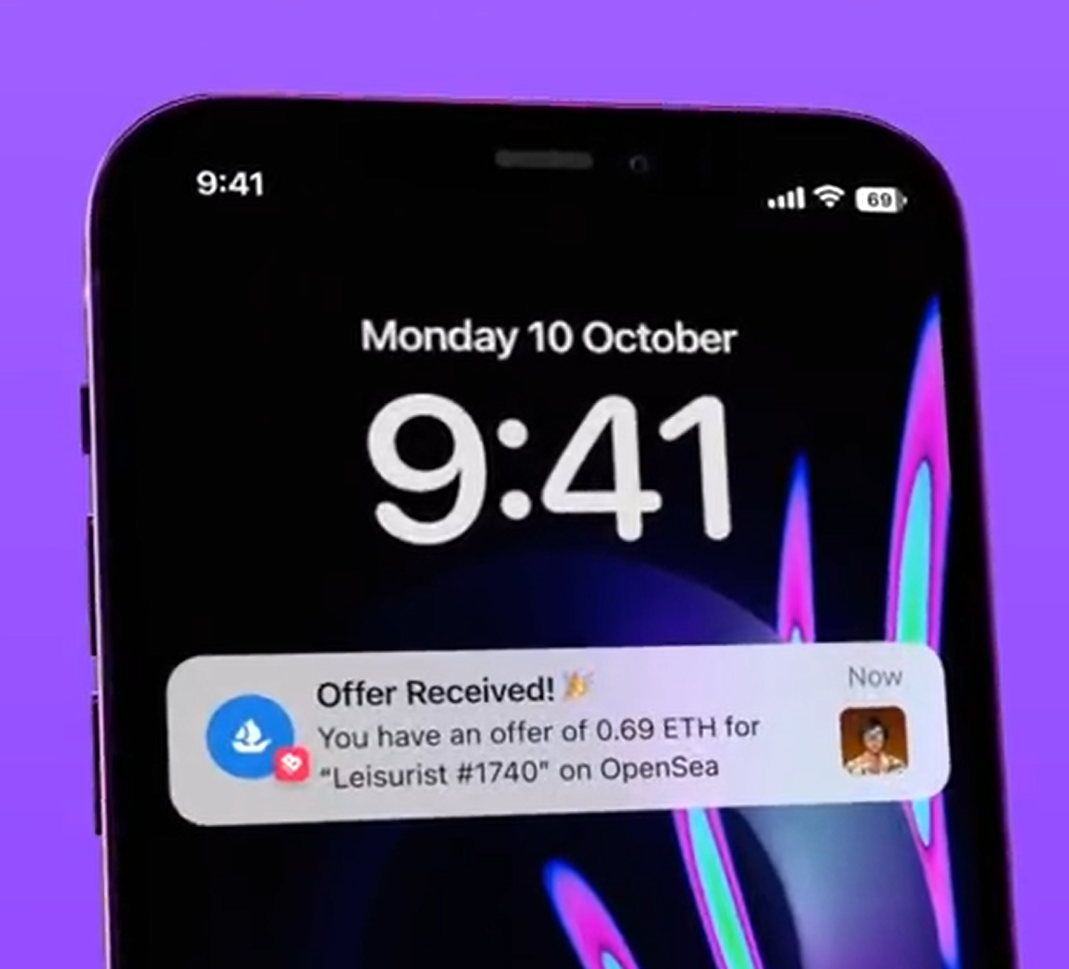 9:41
69
Monday 10 October
9:41
Offer Received! 🎉
Now
You have an offer of 0.69 ETH for
“Leisurist #1740” on OpenSea